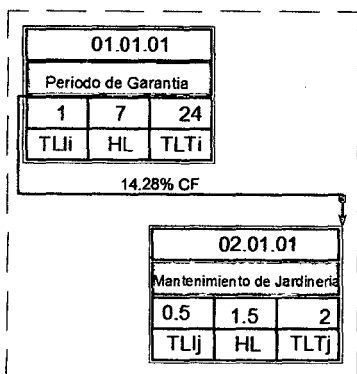 01.01.01
Periodo de Garantia
1 7 24
TLIi HL TLTi
14.28% CF
02.01.01
Mantenimiento de Jardineria
0.5 1.5 2
TLIj HL TLTj